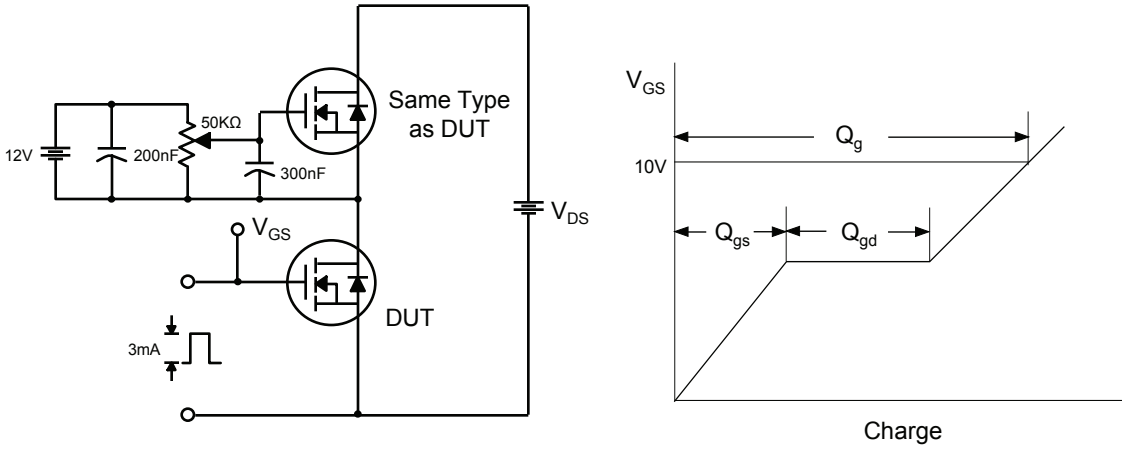 12V
200nF
50KΩ
300nF
Same Type
as DUT
V_DS
V_GS
DUT
3mA
V_GS
10V
Q_g
Q_gs
Q_gd
Charge